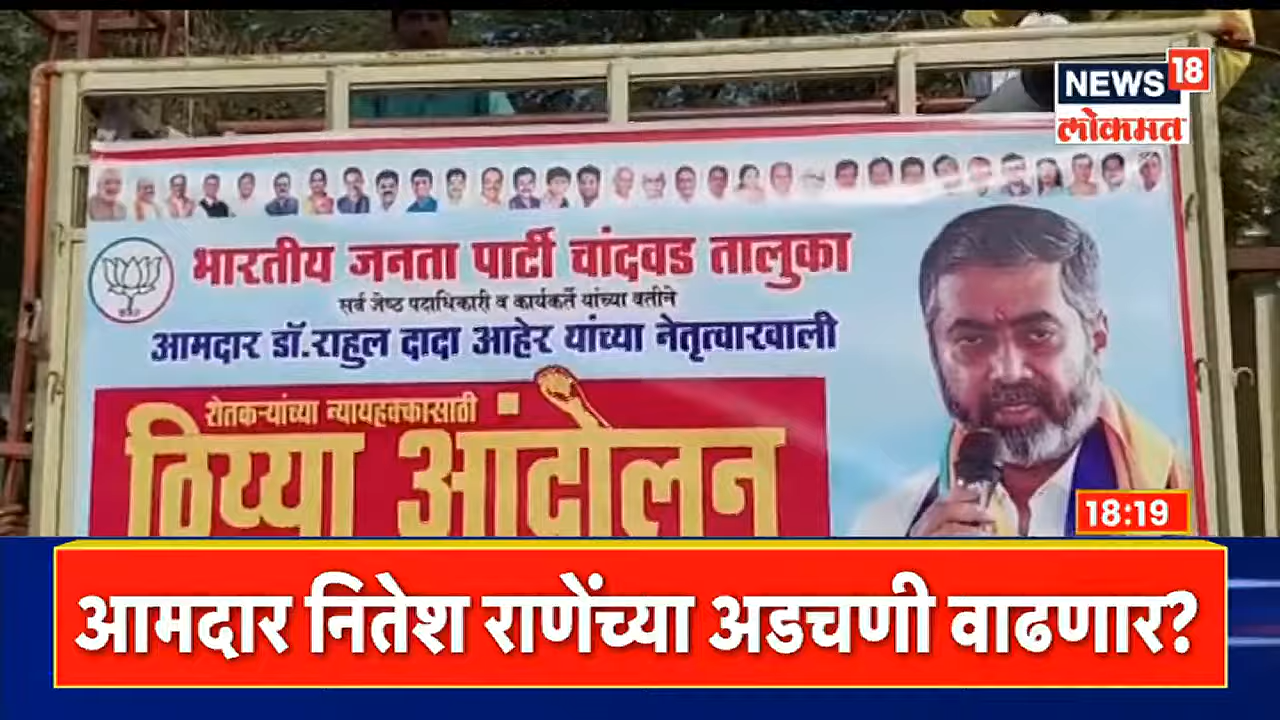 NEWS 18
लोकमत
भारतीय जनता पार्टी चांदवड तालुका
सर्व जेष्ठ पदाधिकारी व कार्यकर्ते यांच्या वतीने
आमदार डॉ.राहुल दादा आहेर यांच्या नेतृत्वाखाली
शेतकऱ्यांच्या न्यायहक्कासाठी
ठिय्या आंदोलन
18:19
आमदार नितेश राणेंच्या अडचणी वाढणार?